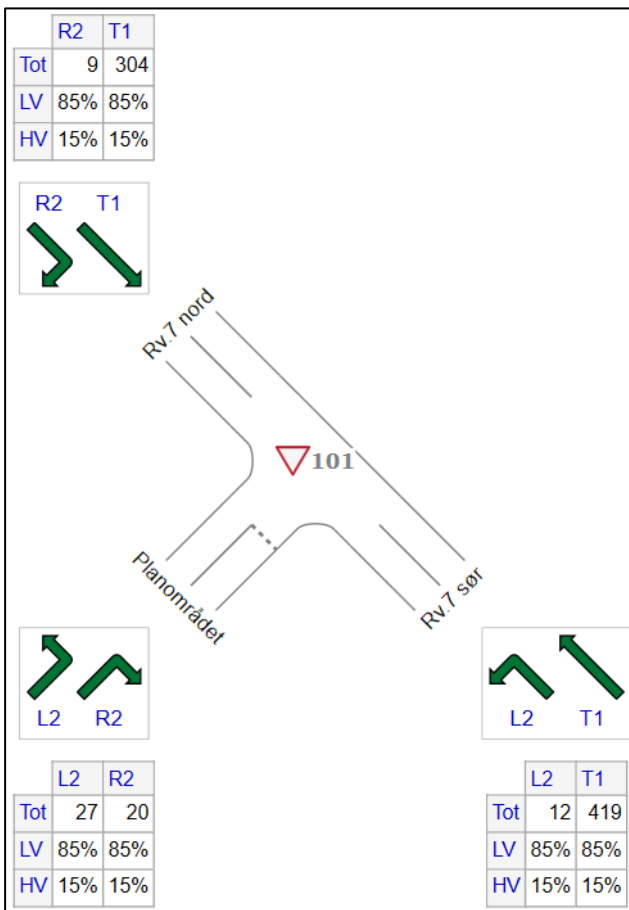 R2 T1
Tot 9 304
LV 85% 85%
HV 15% 15%
R2 T1
Rv.7 nord
101
Planområdet
Rv.7 sør
L2 R2
L2 T1
L2 R2
Tot 27 20
LV 85% 85%
HV 15% 15%
L2 T1
Tot 12 419
LV 85% 85%
HV 15% 15%